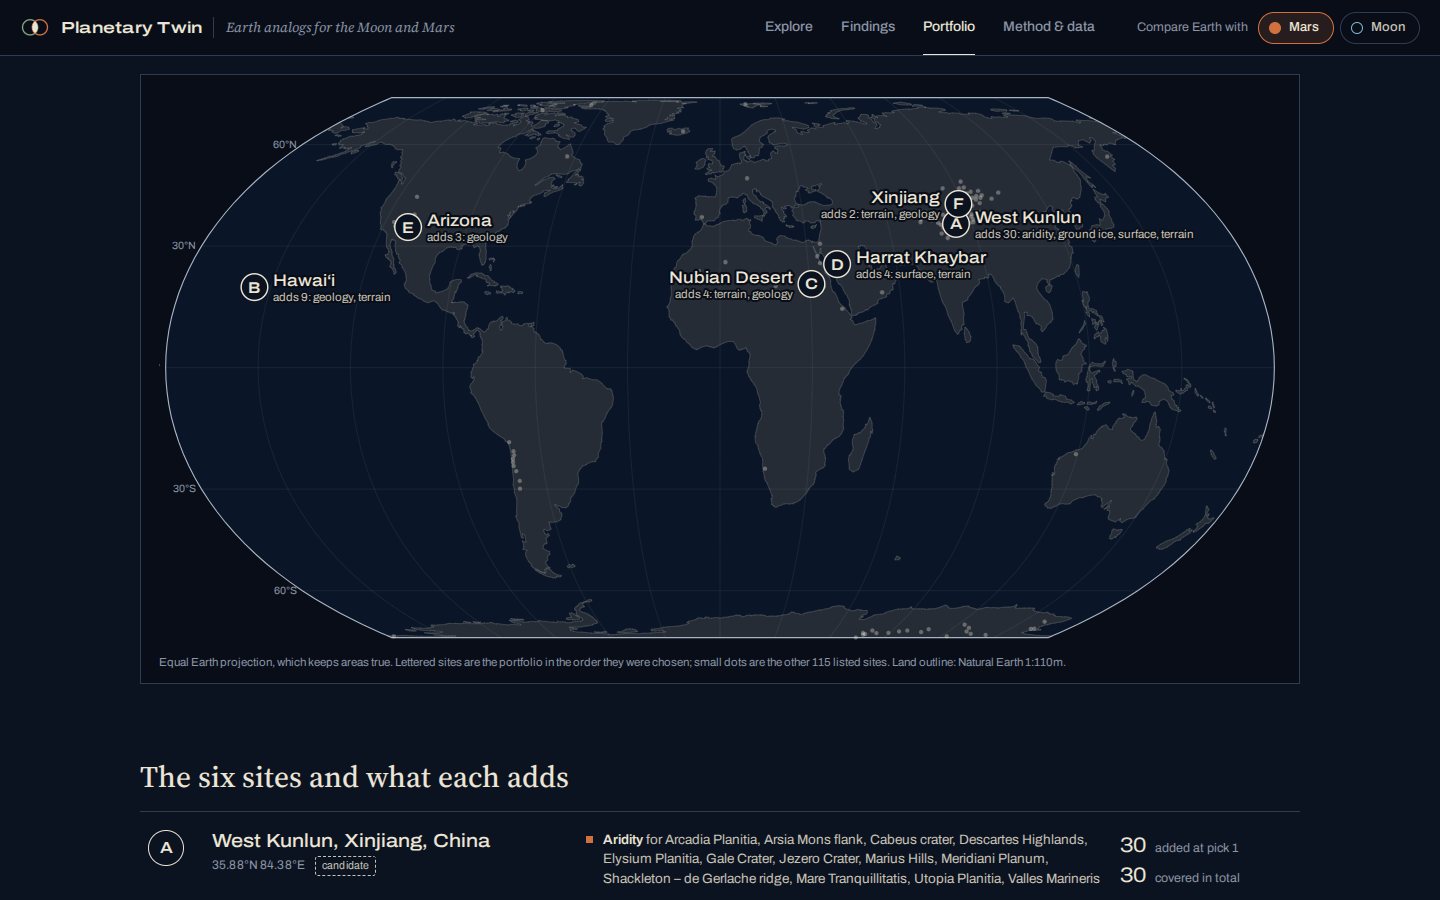 Planetary Twin
Earth analogs for the Moon and Mars
Explore
Findings
Portfolio
Method & data
Compare Earth with
Mars
Moon
60°N
Xinjiang
adds 2: terrain, geology
F
A
West Kunlun
adds 30: aridity, ground ice, surface, terrain
E
Arizona
adds 3: geology
30°N
D
Harrat Khaybar
adds 4: surface, terrain
Nubian Desert
adds 4: terrain, geology
C
B
Hawaiʻi
adds 9: geology, terrain
30°S
60°S
Equal Earth projection, which keeps areas true. Lettered sites are the portfolio in the order they were chosen; small dots are the other 115 listed sites. Land outline: Natural Earth 1:110m.
The six sites and what each adds
A
West Kunlun, Xinjiang, China
35.88°N 84.38°E
candidate
Aridity for Arcadia Planitia, Arsia Mons flank, Cabeus crater, Descartes Highlands,
Elysium Planitia, Gale Crater, Jezero Crater, Marius Hills, Meridiani Planum,
Shackleton – de Gerlache ridge, Mare Tranquillitatis, Utopia Planitia, Valles Marineris
30 added at pick 1
30 covered in total